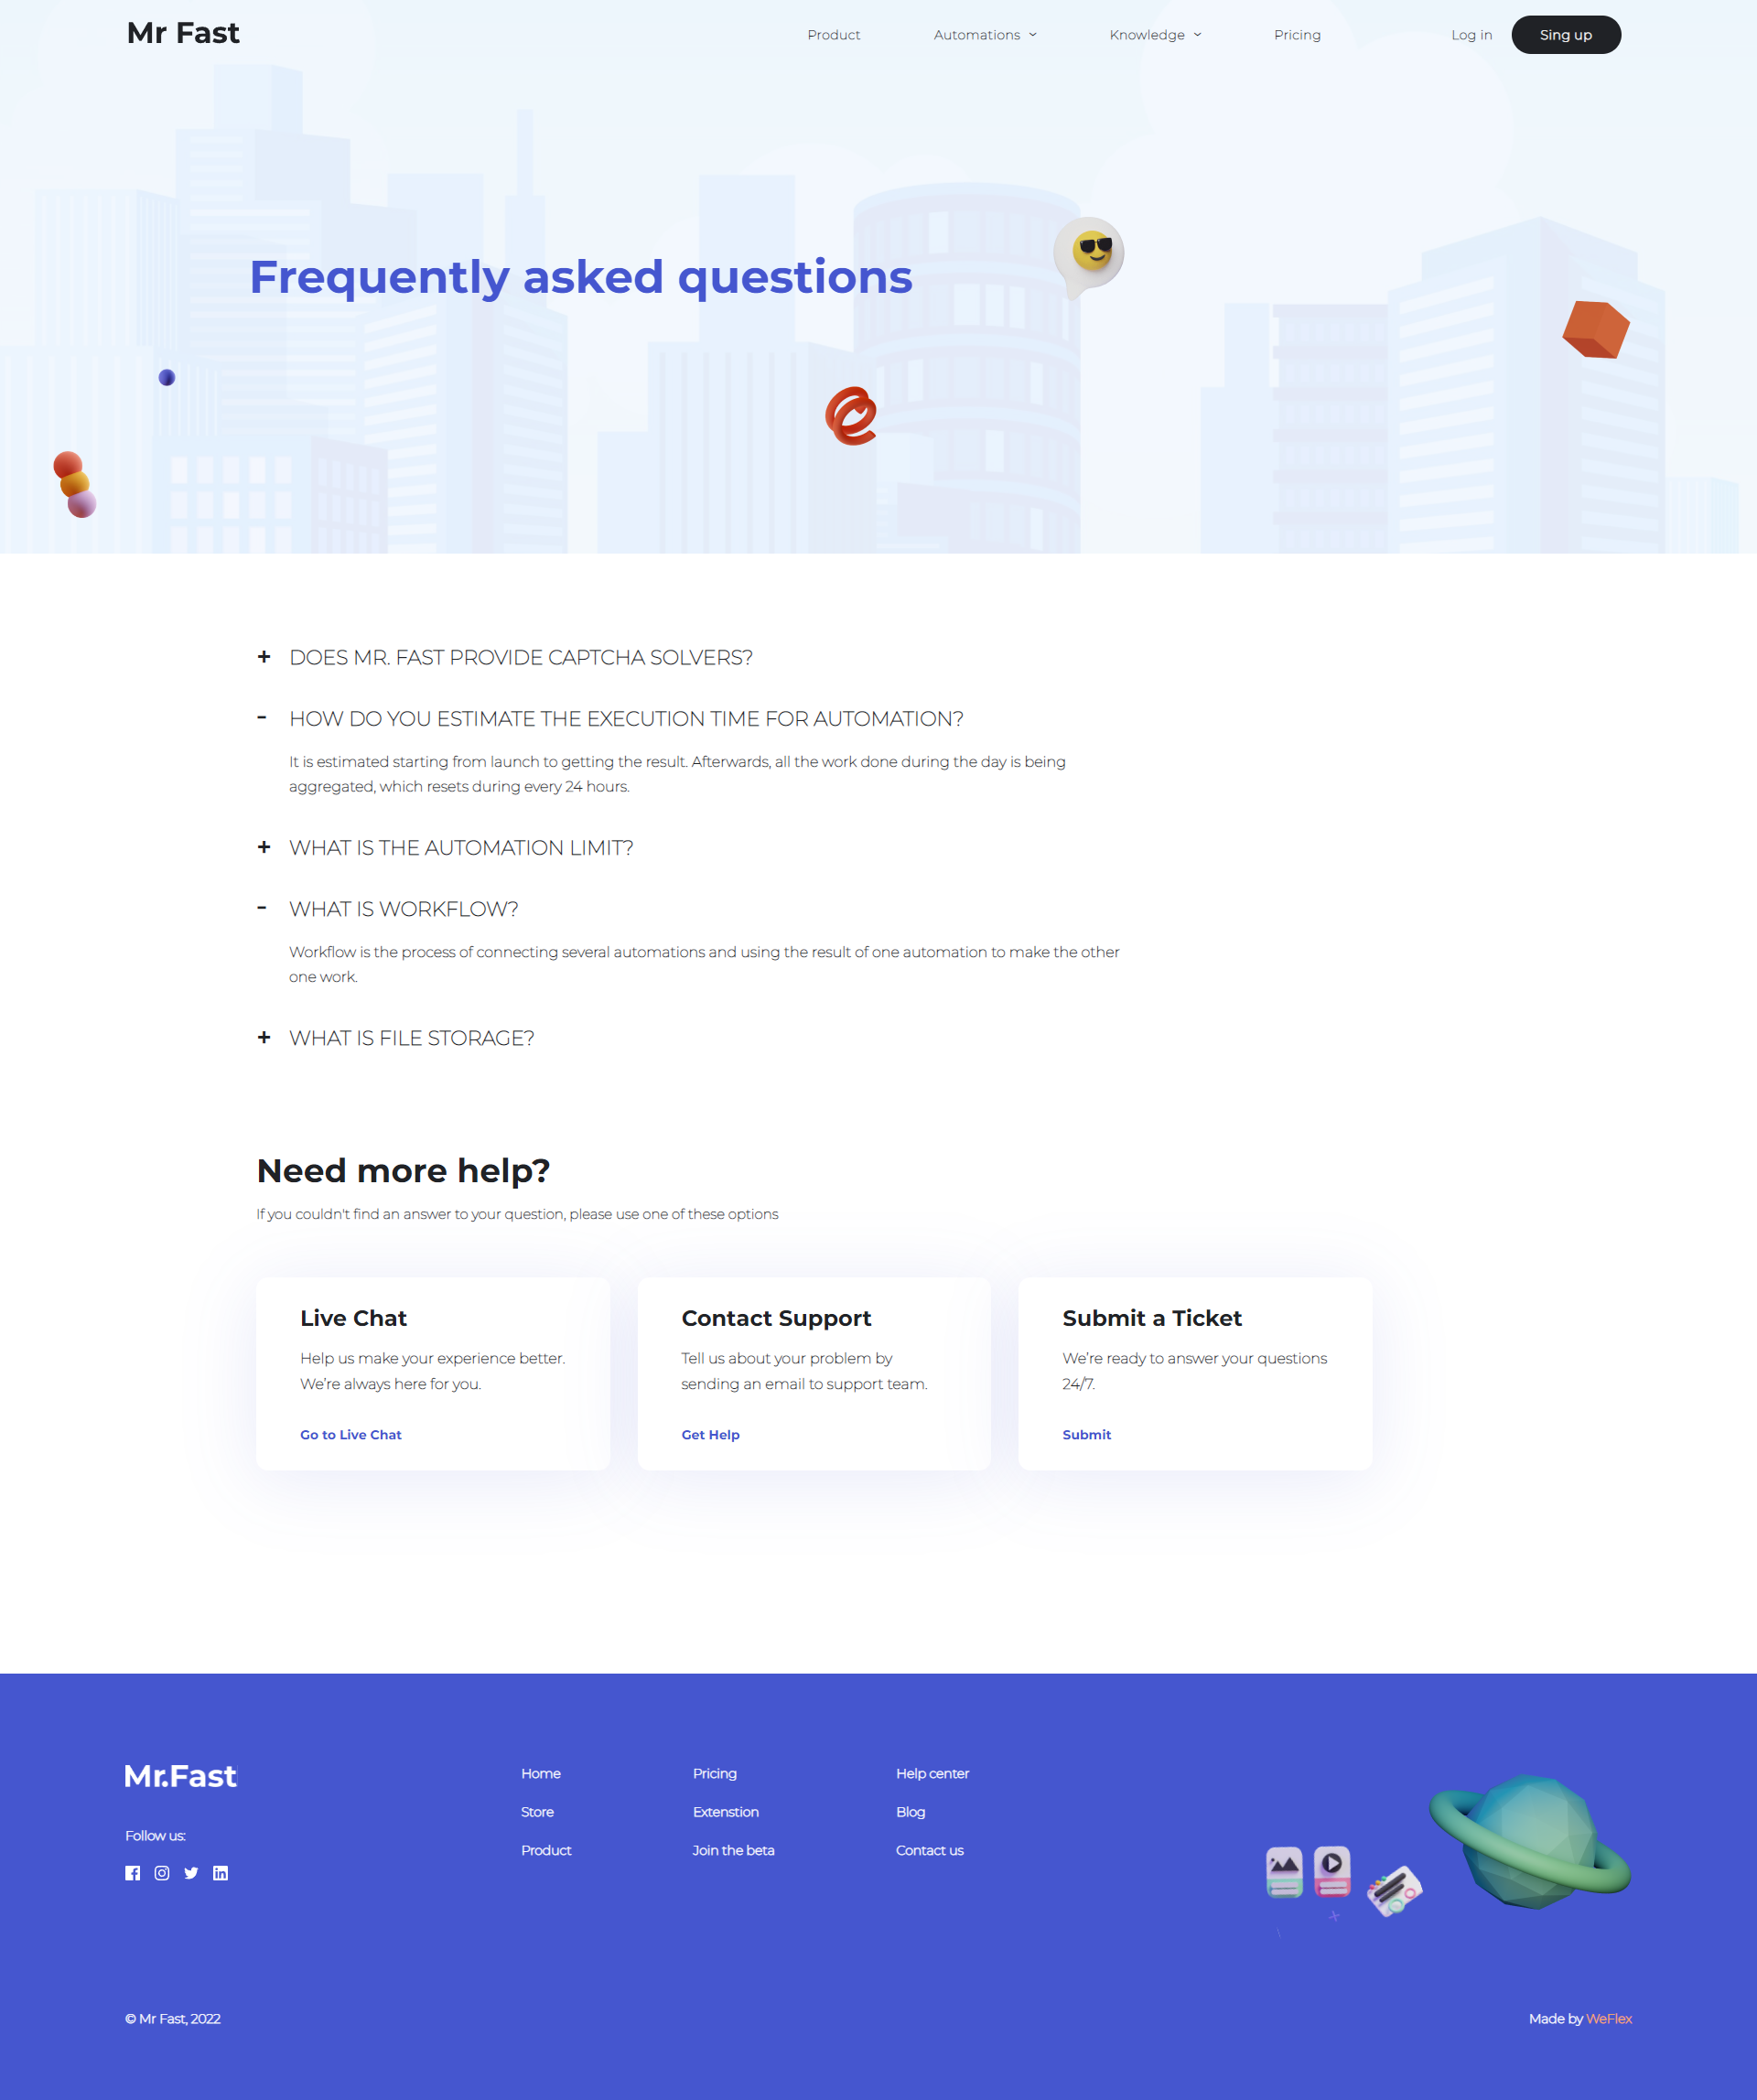 Mr Fast
Product
Automations
Knowledge
Pricing
Log in
Sing up
Frequently asked questions
+ DOES MR. FAST PROVIDE CAPTCHA SOLVERS?
- HOW DO YOU ESTIMATE THE EXECUTION TIME FOR AUTOMATION?
It is estimated starting from launch to getting the result. Afterwards, all the work done during the day is being
aggregated, which resets during every 24 hours.
+ WHAT IS THE AUTOMATION LIMIT?
- WHAT IS WORKFLOW?
Workflow is the process of connecting several automations and using the result of one automation to make the other
one work.
+ WHAT IS FILE STORAGE?
Need more help?
If you couldn't find an answer to your question, please use one of these options
Live Chat
Help us make your experience better.
We’re always here for you.
Go to Live Chat
Contact Support
Tell us about your problem by
sending an email to support team.
Get Help
Submit a Ticket
We’re ready to answer your questions
24/7.
Submit
Mr.Fast
Follow us:
Home
Store
Product
Pricing
Extenstion
Join the beta
Help center
Blog
Contact us
© Mr Fast, 2022
Made by WeFlex